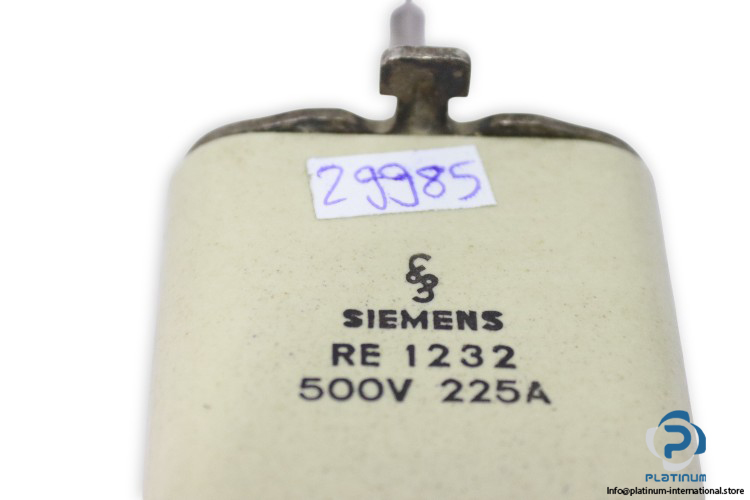 29985
SIEMENS
RE 1232
500V 225A
PLATINUM
Info@platinum-international.store